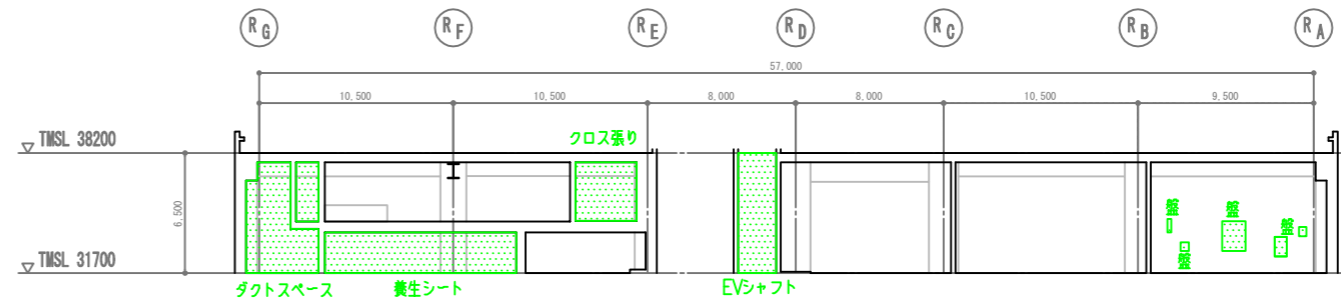 RG RF RE RD RC RB RA
57,000
10,500 10,500 8,000 8,000 10,500 9,500
TMSL 38200
クロス張り
6,500
盤 盤 盤
盤
TMSL 31700
ダクトスペース 養生シート EVシャフト